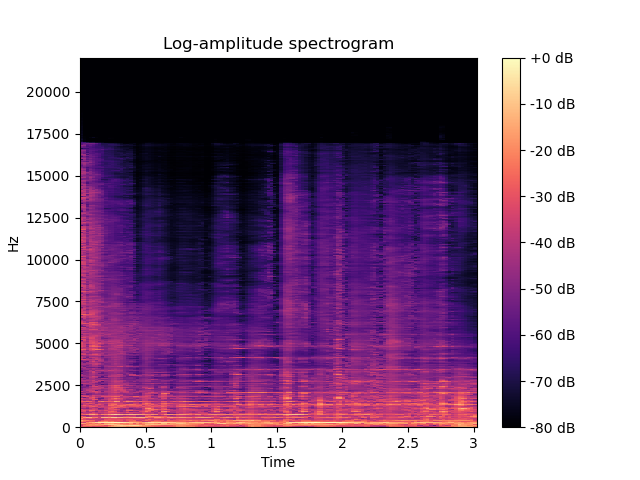 Log-amplitude spectrogram
Hz
20000
17500
15000
12500
10000
7500
5000
2500
0
0 0.5 1 1.5 2 2.5 3
Time
+0 dB
-10 dB
-20 dB
-30 dB
-40 dB
-50 dB
-60 dB
-70 dB
-80 dB